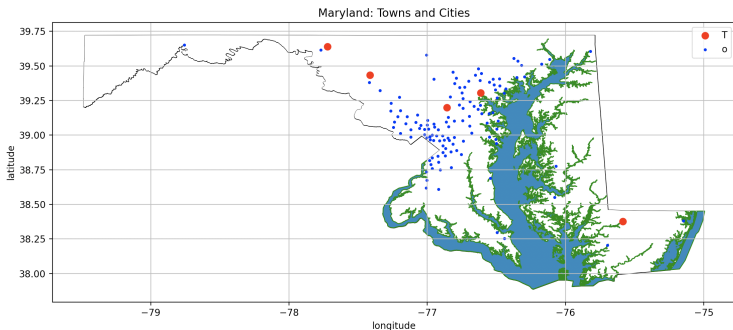 Maryland: Towns and Cities
39.75
39.50
39.25
39.00
38.75
38.50
38.25
38.00
latitude
T
o
−79
−78
−77
−76
−75
longitude